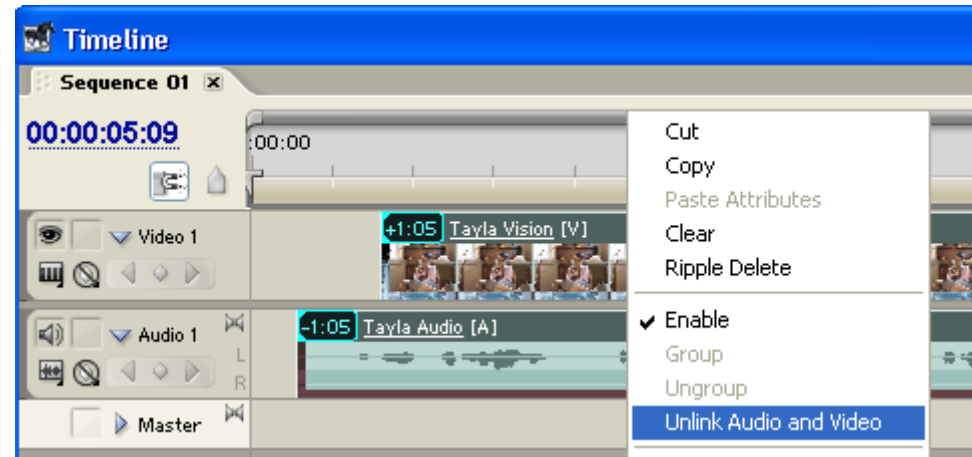 Timeline
Sequence 01
00:00:05:09
:00:00
Video 1
+1:05 Tayla Vision [V]
Audio 1
L
R
-1:05 Tayla Audio [A]
Master
Cut
Copy
Paste Attributes
Clear
Ripple Delete
Enable
Group
Ungroup
Unlink Audio and Video